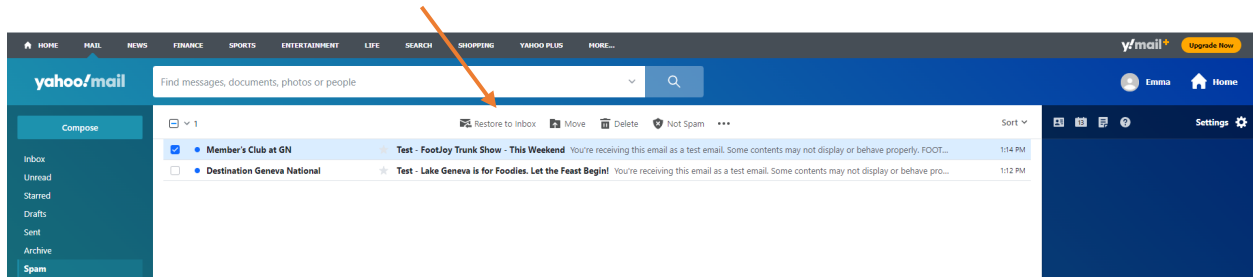 HOME MAIL NEWS FINANCE SPORTS ENTERTAINMENT LIFE SEARCH SHOPPING YAHOO PLUS MORE... y!mail+ Upgrade Now
yahoo!mail Find messages, documents, photos or people Emma Home
Compose 1 Restore to Inbox Move Delete Not Spam ••• Sort 13 ? Settings
Member's Club at GN Test - FootJoy Trunk Show - This Weekend You're receiving this email as a test email. Some contents may not display or behave properly. FOOT... 1:14 PM
Inbox
Destination Geneva National Test - Lake Geneva is for Foodies. Let the Feast Begin! You're receiving this email as a test email. Some contents may not display or behave pro... 1:12 PM
Unread
Starred
Drafts
Sent
Archive
Spam